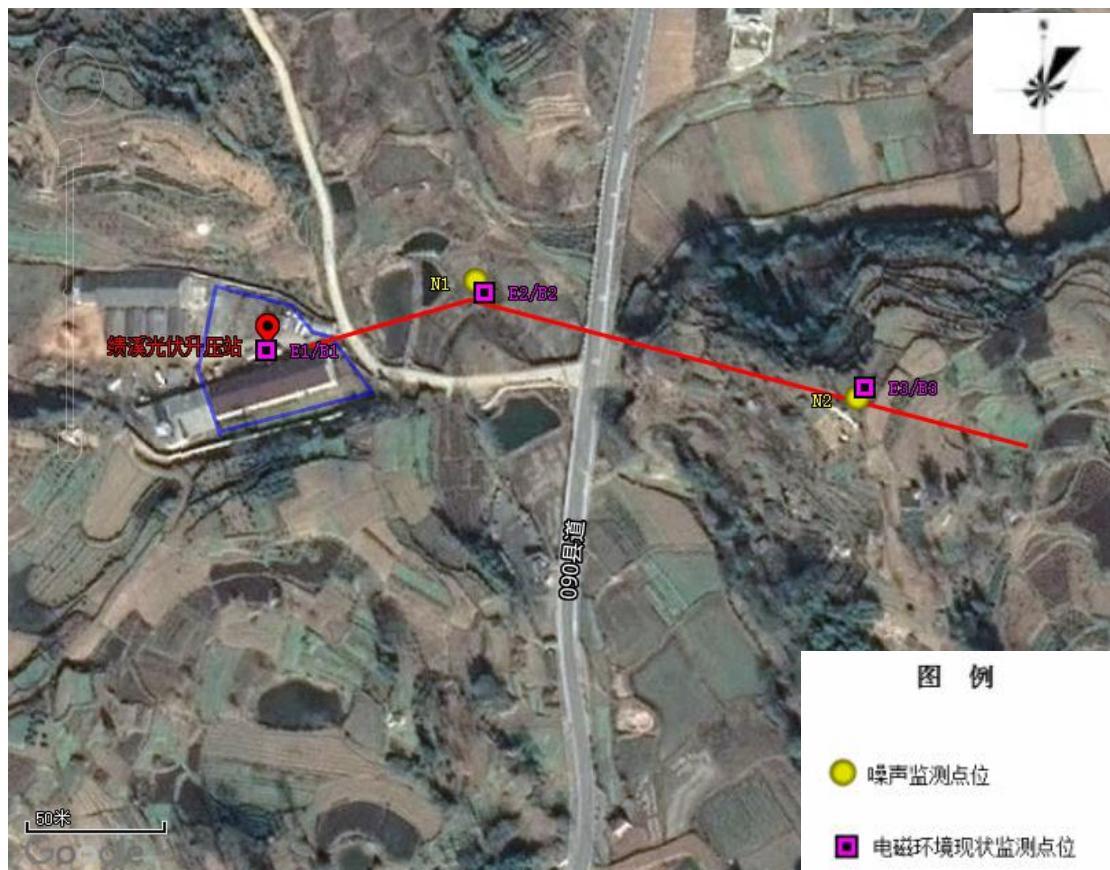 N1
E2/B2
绩溪光伏升压站
E1/B1
N2
E3/B3
090县道
图 例
噪声监测点位
电磁环境现状监测点位
50米